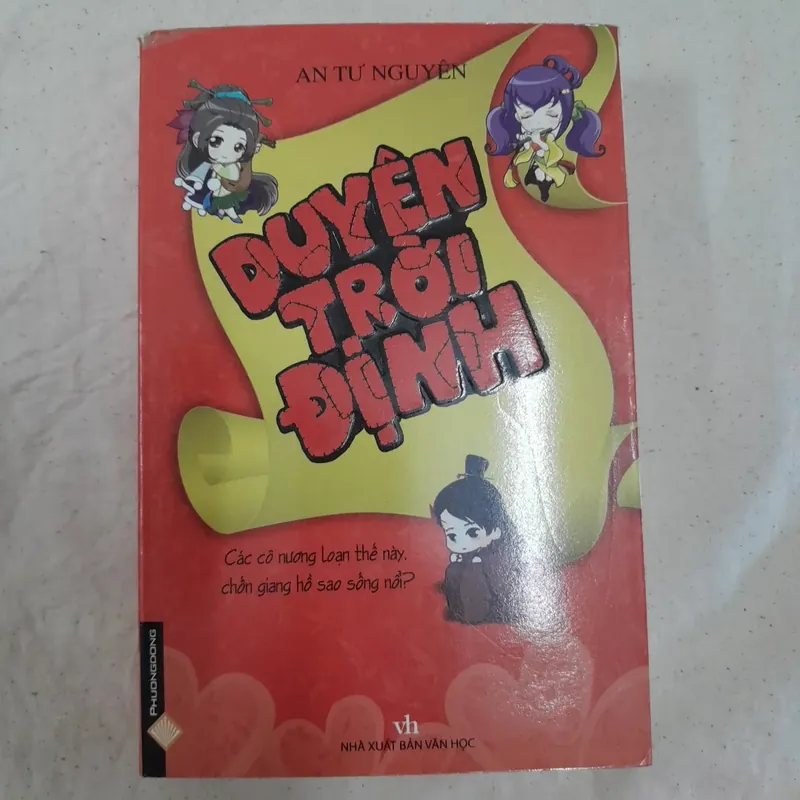 AN TƯ NGUYÊN
DUYÊN
TRỜI
ĐỊNH
Các cô nương loạn thế này,
chốn giang hồ sao sống nổi?
PHUONGDONG
vh
NHÀ XUẤT BẢN VĂN HỌC